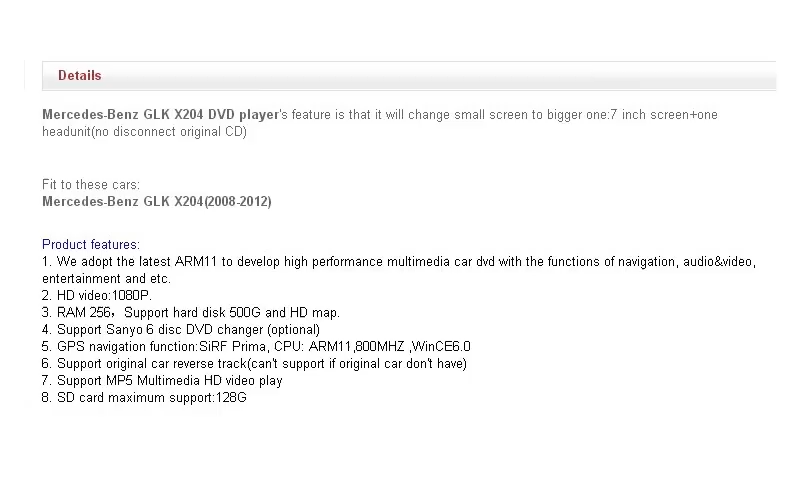 Details
Mercedes-Benz GLK X204 DVD player's feature is that it will change small screen to bigger one:7 inch screen+one
headunit(no disconnect original CD)
Fit to these cars:
Mercedes-Benz GLK X204(2008-2012)
Product features:
1. We adopt the latest ARM11 to develop high performance multimedia car dvd with the functions of navigation, audio&video,
entertainment and etc.
2. HD video:1080P.
3. RAM 256，Support hard disk 500G and HD map.
4. Support Sanyo 6 disc DVD changer (optional)
5. GPS navigation function:SiRF Prima, CPU: ARM11,800MHZ ,WinCE6.0
6. Support original car reverse track(can't support if original car don't have)
7. Support MP5 Multimedia HD video play
8. SD card maximum support:128G